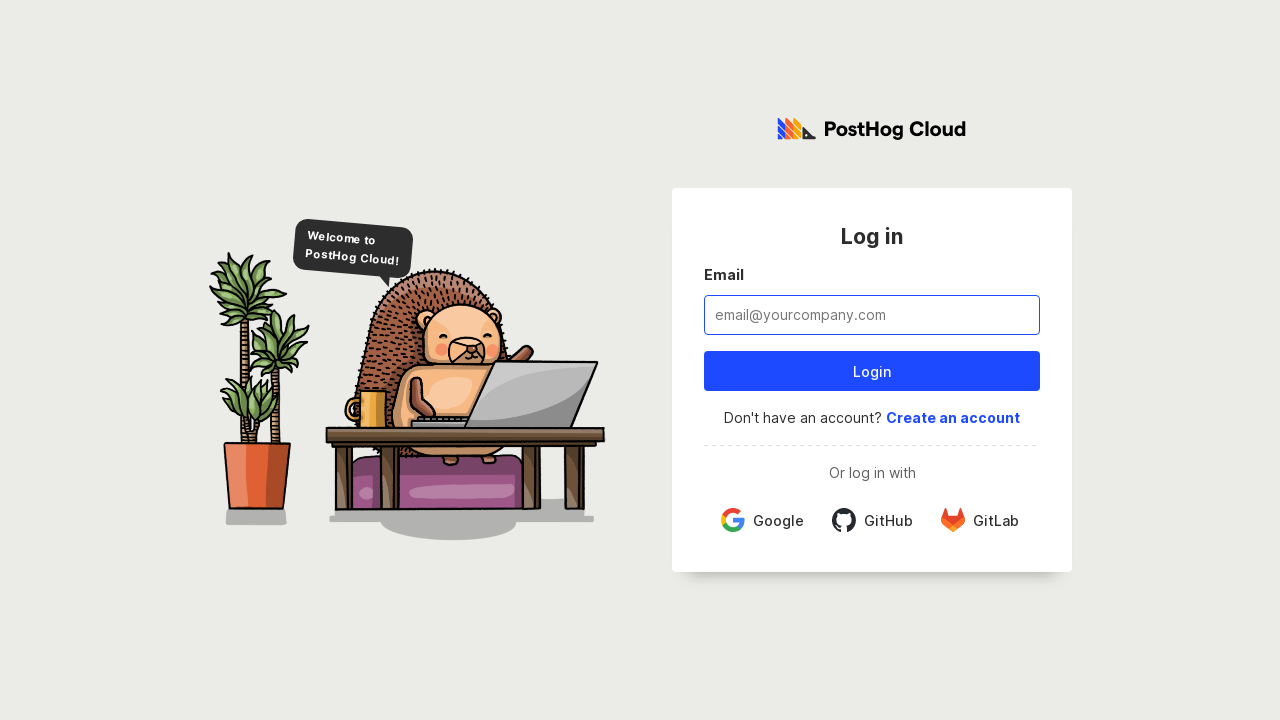 PostHog Cloud
Welcome to
PostHog Cloud!
Log in
Email
email@yourcompany.com
Login
Don't have an account? Create an account
Or log in with
Google
GitHub
GitLab